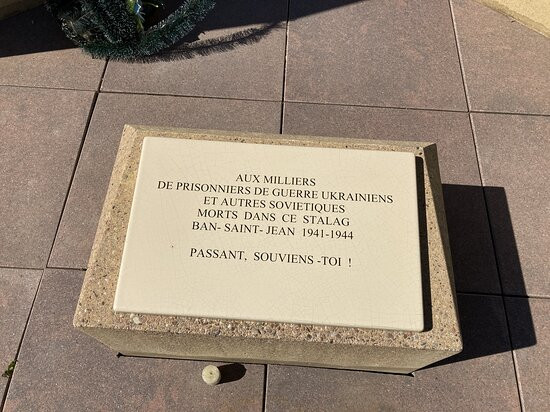 AUX MILLIERS
DE PRISONNIERS DE GUERRE UKRAINIENS
ET AUTRES SOVIETIQUES
MORTS DANS CE STALAG
BAN- SAINT- JEAN 1941-1944
PASSANT, SOUVIENS -TOI !